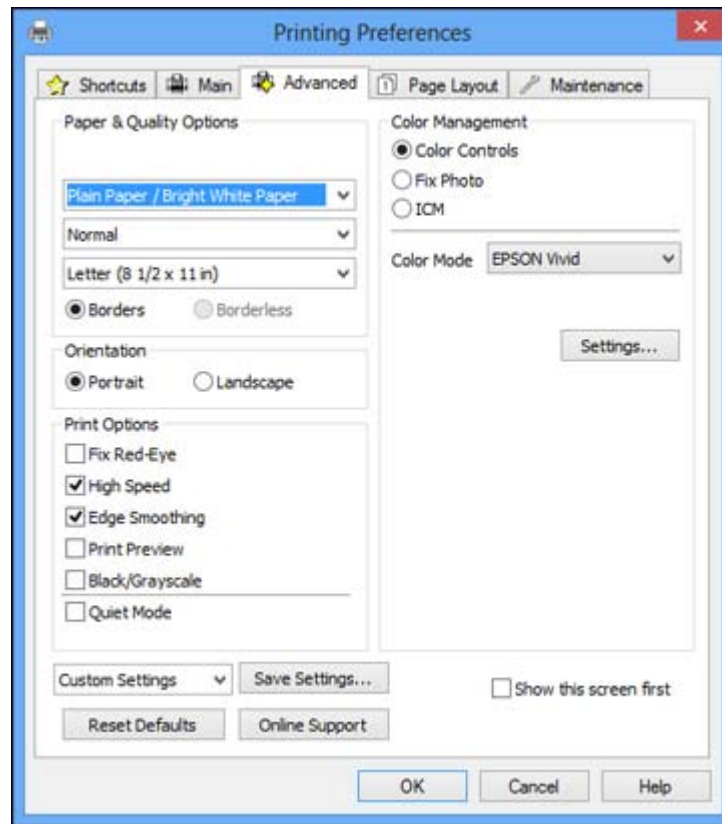 Printing Preferences
Shortcuts
Main
Advanced
1
Page Layout
Maintenance
Paper & Quality Options
Plain Paper / Bright White Paper
Normal
Letter (8 1/2 x 11 in)
Borders
Borderless
Orientation
Portrait
Landscape
Print Options
Fix Red-Eye
High Speed
Edge Smoothing
Print Preview
Black/Grayscale
Quiet Mode
Color Management
Color Controls
Fix Photo
ICM
Color Mode
EPSON Vivid
Settings...
Custom Settings
Save Settings...
Show this screen first
Reset Defaults
Online Support
OK
Cancel
Help